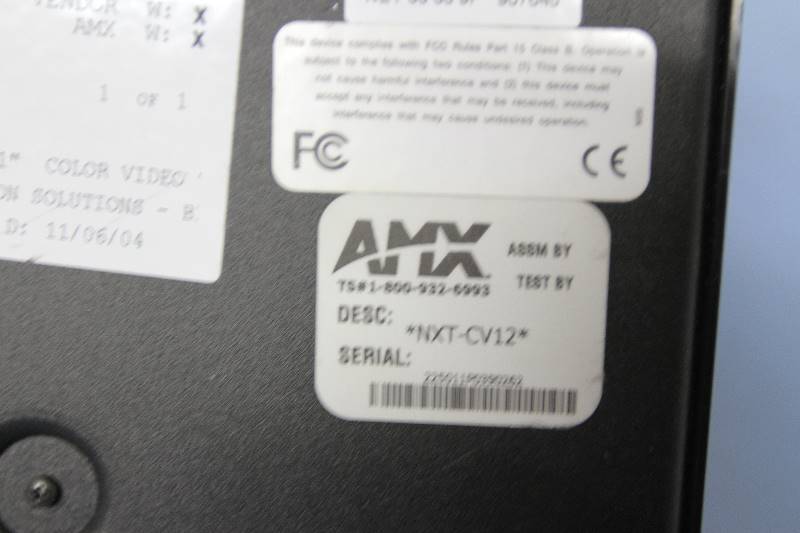 VENDOR W: X
AMX W: X
1 OF 1
1" COLOR VIDEO
ON SOLUTIONS - B
D: 11/06/04
This device complies with FCC Rules Part 15 Class B. Operation is
subject to the following two conditions: (1) This device may
not cause harmful interference and (2) this device must
accept any interference that may be received, including
interference that may cause undesired operation.
FC
CE
AMX
TS#1-800-932-6993
ASSM BY
TEST BY
DESC:
*NXT-CV12*
SERIAL: